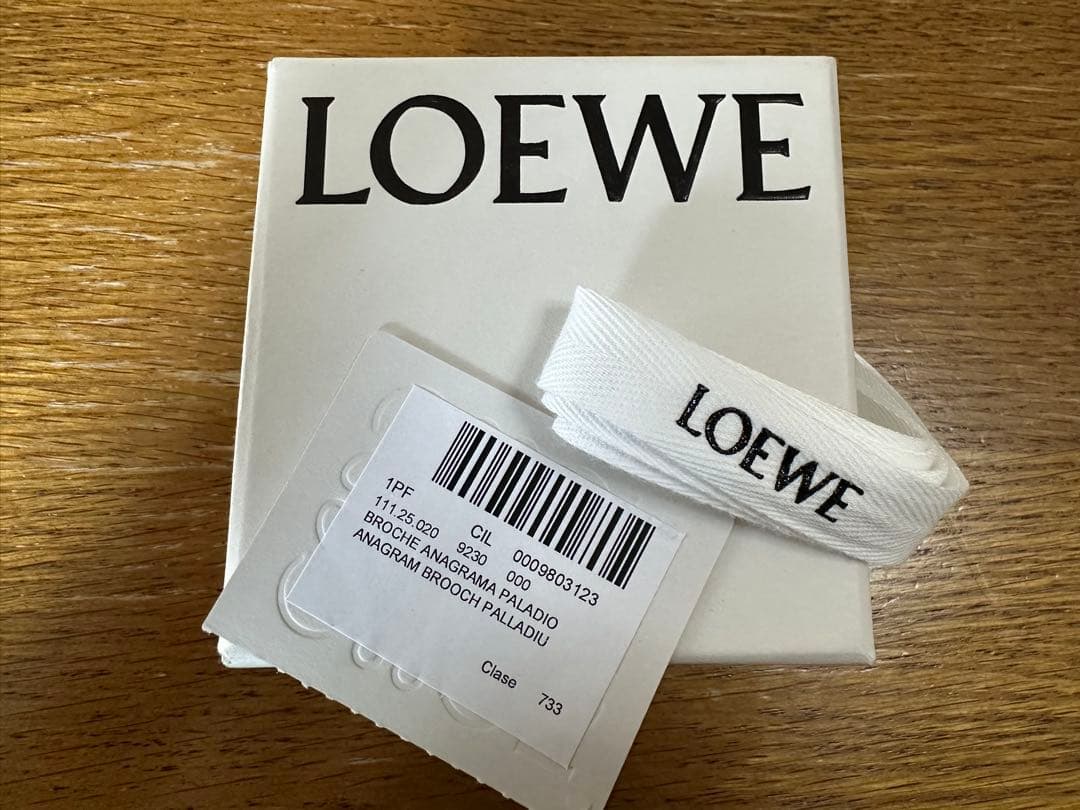 LOEWE
LOEWE
1PF CIL 0009803123
111.25.020 9230 000
BROCHE ANAGRAMA PALADIO
ANAGRAM BROOCH PALLADIU
Clase 733